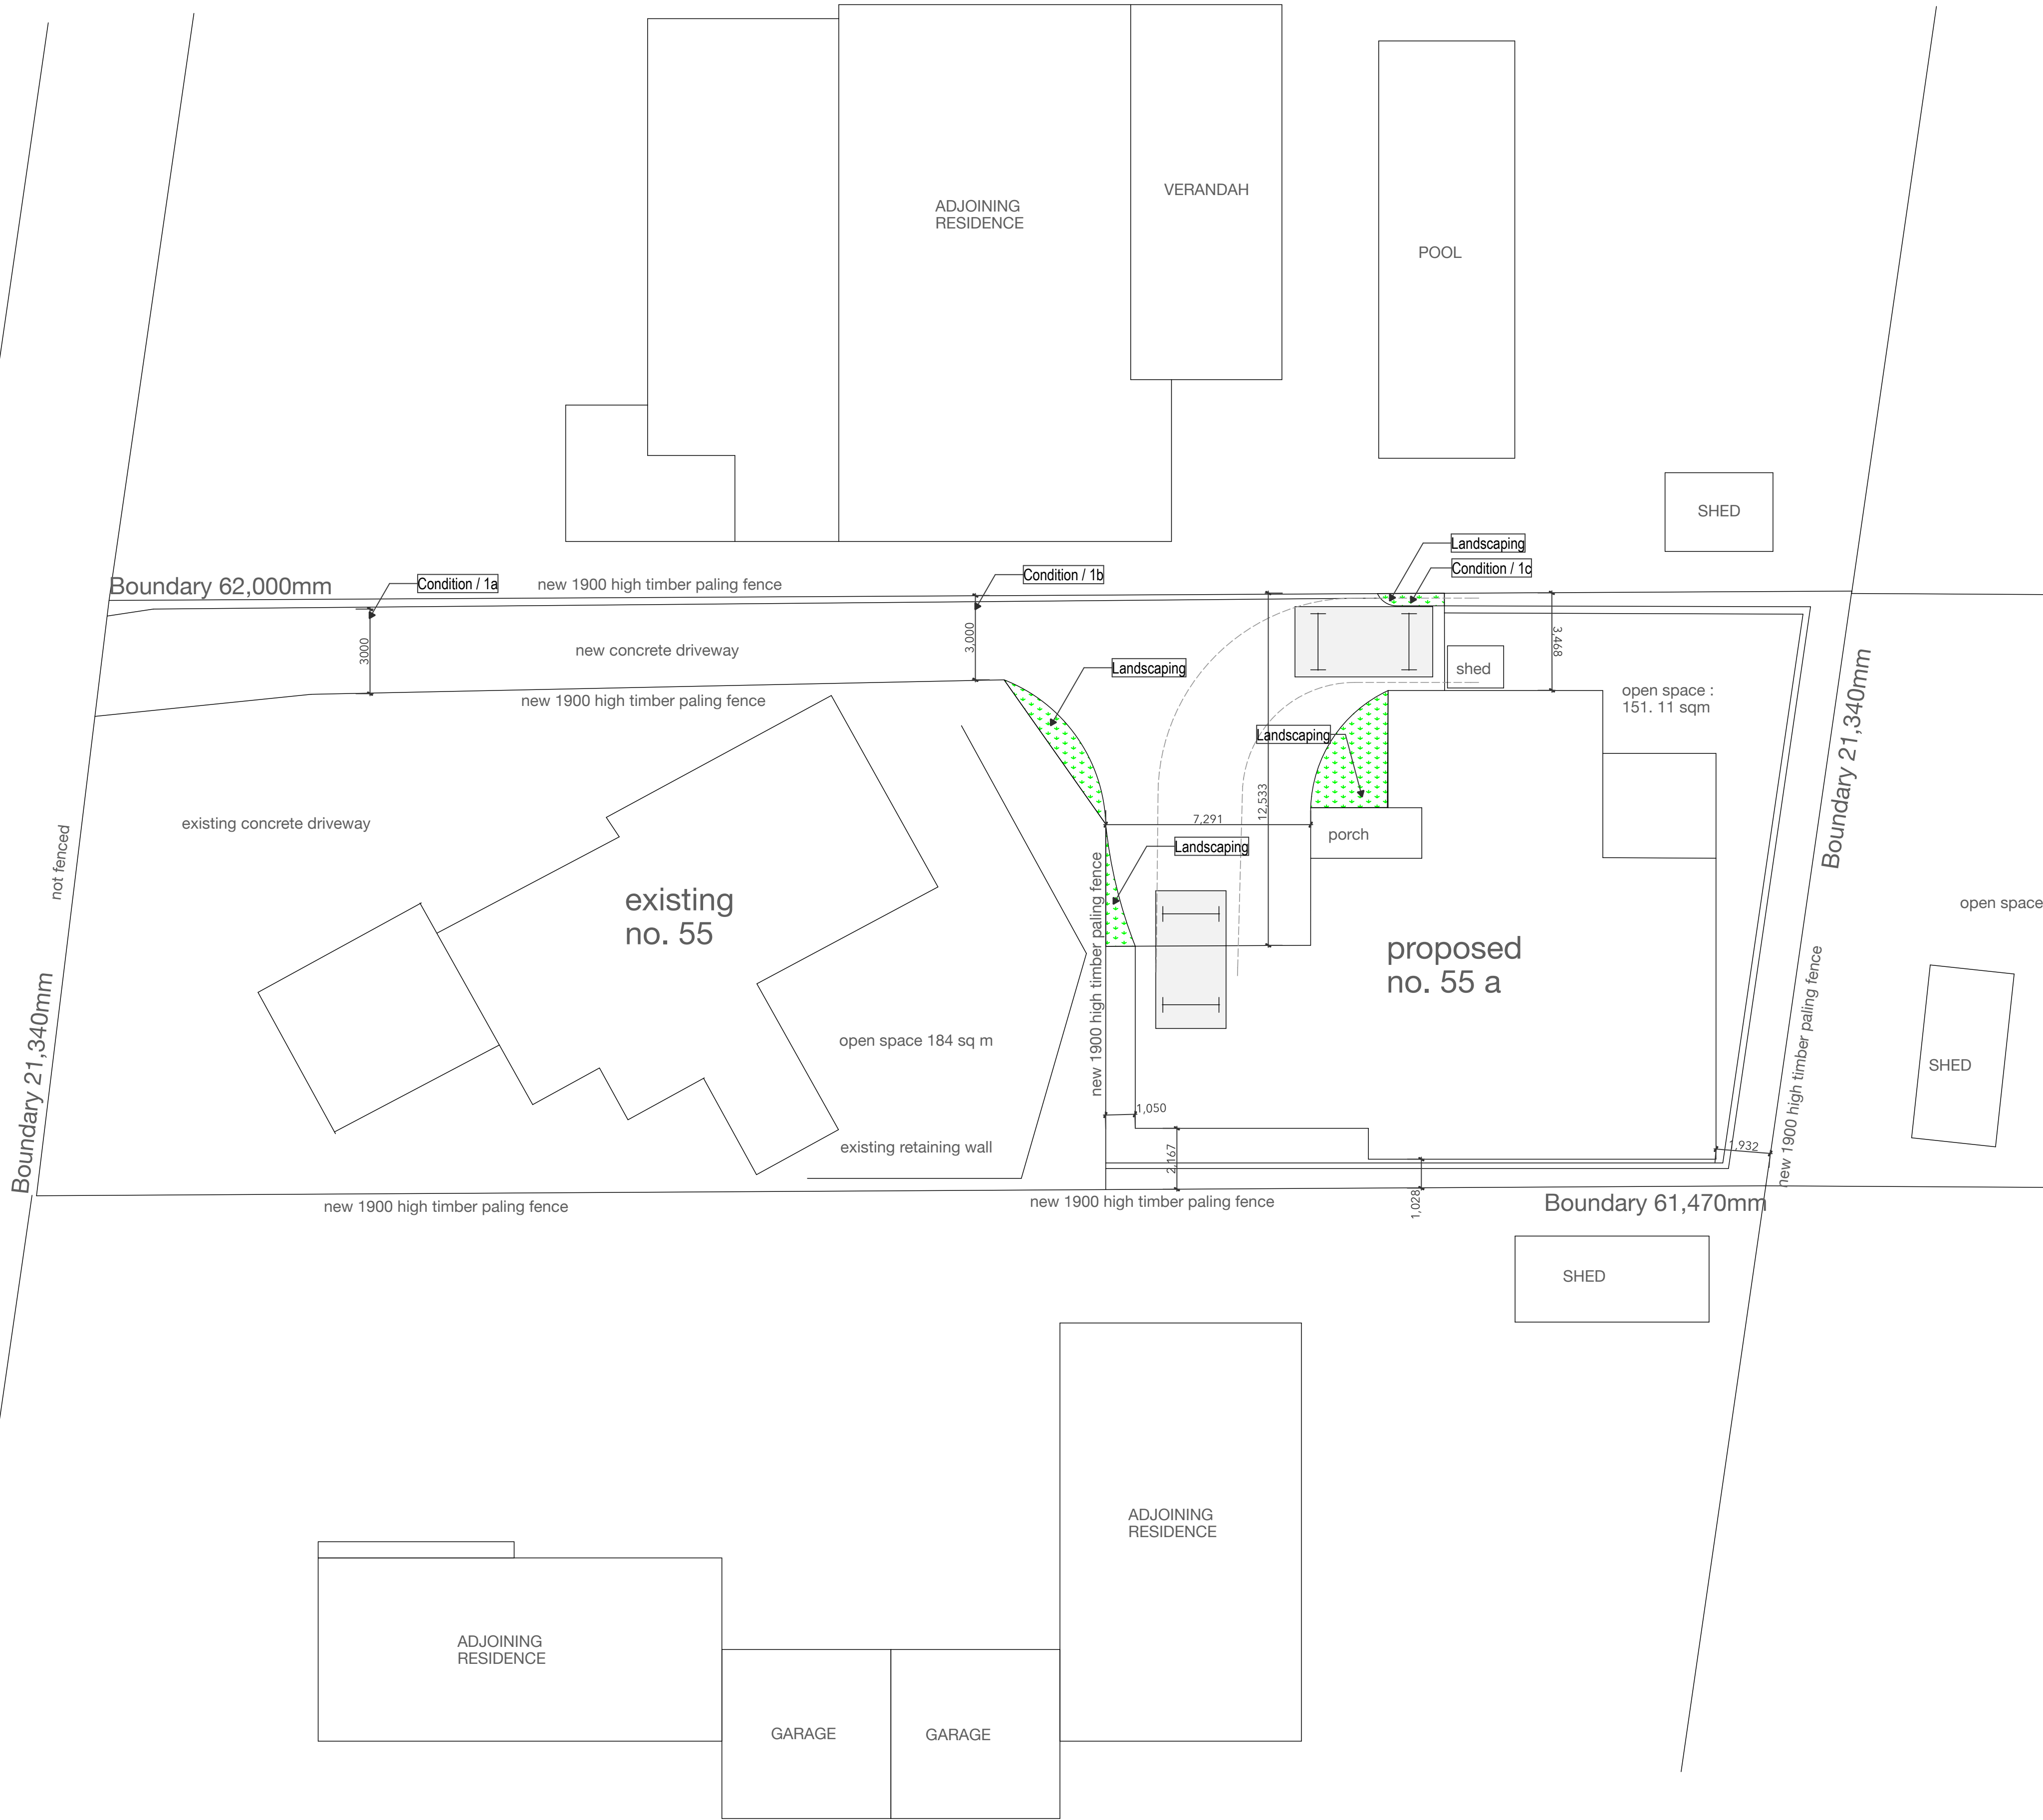 VERANDAH
ADJOINING
RESIDENCE
POOL
SHED
Landscaping
Condition / 1c
Boundary 62,000mm
Condition / 1a
new 1900 high timber paling fence
Condition / 1b
3000
new concrete driveway
3,000
3,468
shed
Landscaping
new 1900 high timber paling fence
open space :
151. 11 sqm
Landscaping
Boundary 21,340mm
existing concrete driveway
12,533
7,291
porch
Landscaping
not fenced
existing
no. 55
new 1900 high timber paling fence
proposed
no. 55 a
open space
Boundary 21,340mm
open space 184 sq m
new 1900 high timber paling fence
SHED
1,050
existing retaining wall
2,167
1,932
new 1900 high timber paling fence
new 1900 high timber paling fence
1,028
Boundary 61,470mm
SHED
ADJOINING
RESIDENCE
ADJOINING
RESIDENCE
GARAGE
GARAGE